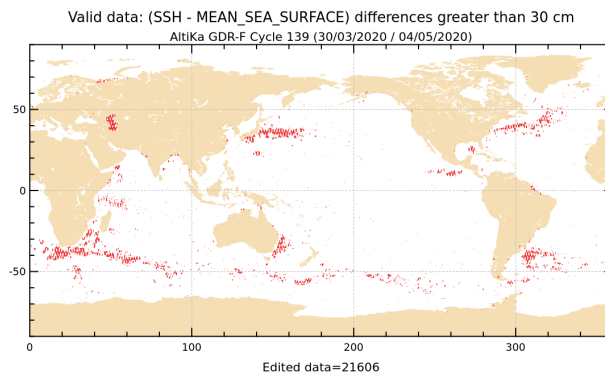 Valid data: (SSH - MEAN_SEA_SURFACE) differences greater than 30 cm
AltiKa GDR-F Cycle 139 (30/03/2020 / 04/05/2020)
50
0
-50
0
100
200
300
Edited data=21606